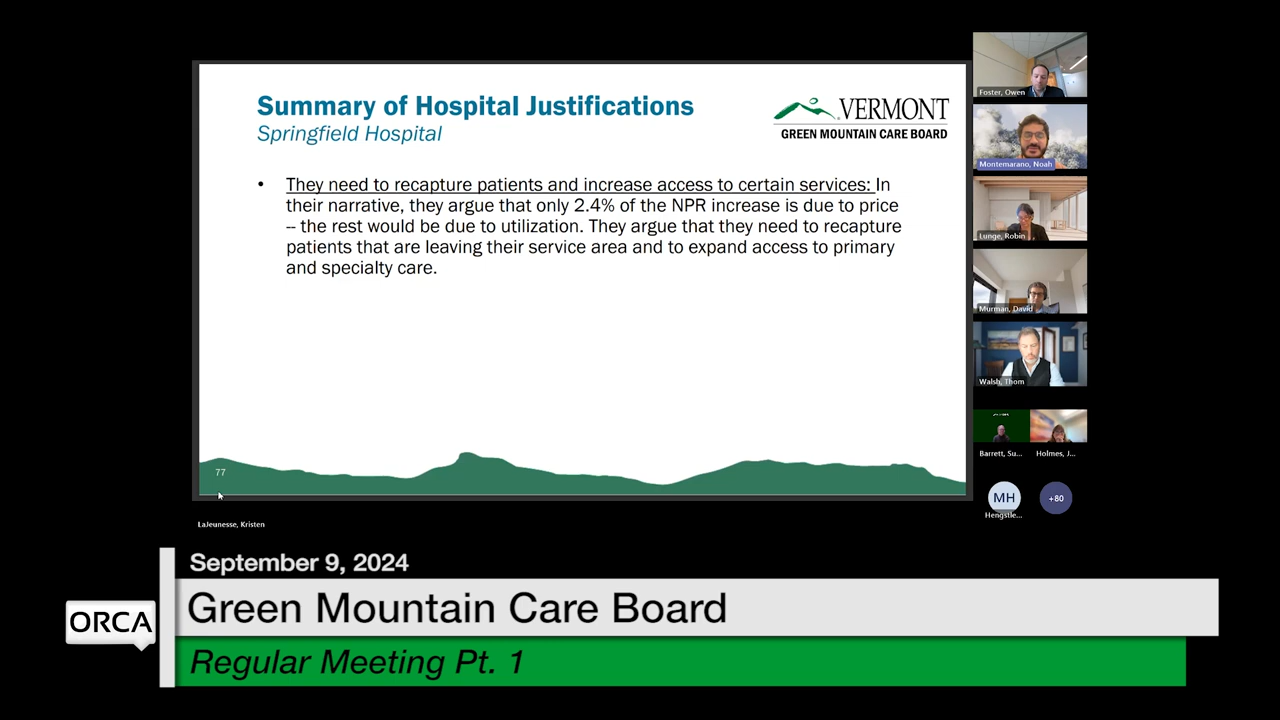 Summary of Hospital Justifications
Springfield Hospital
VERMONT
GREEN MOUNTAIN CARE BOARD
• They need to recapture patients and increase access to certain services: In
their narrative, they argue that only 2.4% of the NPR increase is due to price
– the rest would be due to utilization. They argue that they need to recapture
patients that are leaving their service area and to expand access to primary
and specialty care.
77
Foster, Owen
Montemarano, Noah
Lunge, Robin
Murman, David
Walsh, Thom
Barrett, Su...
Holmes, J...
MH
+80
Hengstle...
LaJeunesse, Kristen
September 9, 2024
ORCA
Green Mountain Care Board
Regular Meeting Pt. 1